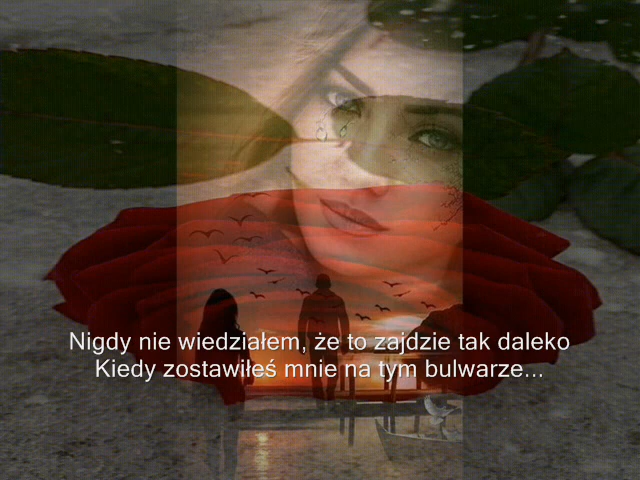 Nigdy nie wiedziałem, że to zajdzie tak daleko
Kiedy zostawiłeś mnie na tym bulwarze...